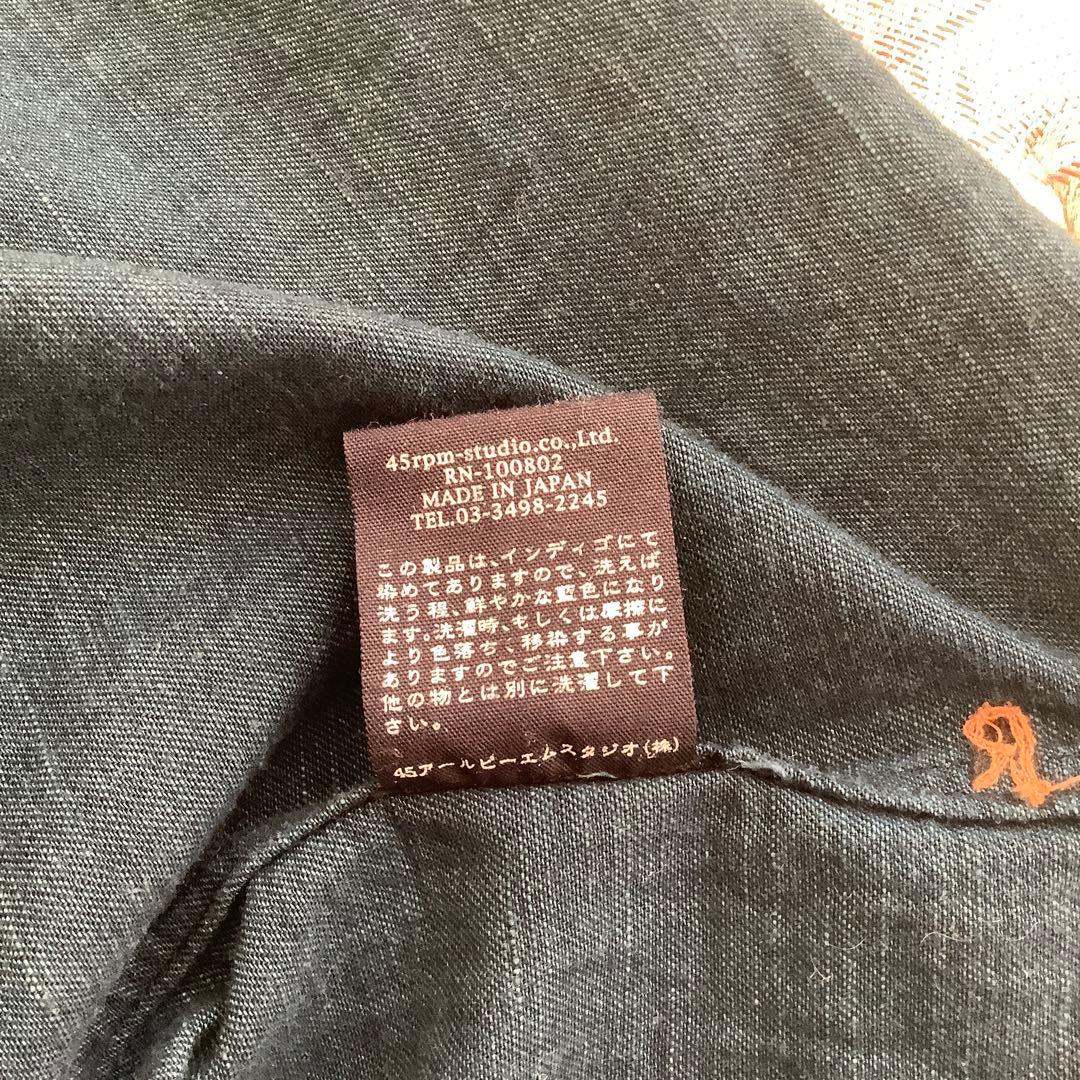 45rpm-studio.co.,Ltd.
RN-100802
MADE IN JAPAN
TEL.03-3498-2245
この製品は、インディゴにて
染めてありますので、洗えば
洗う程、鮮やかな藍色になり
ます。洗濯時、もしくは摩擦に
より色落ち、移染する事が
ありますのでご注意下さい。
他の物とは別に洗濯して下
さい。
45アールピーエムスタジオ(株)
R